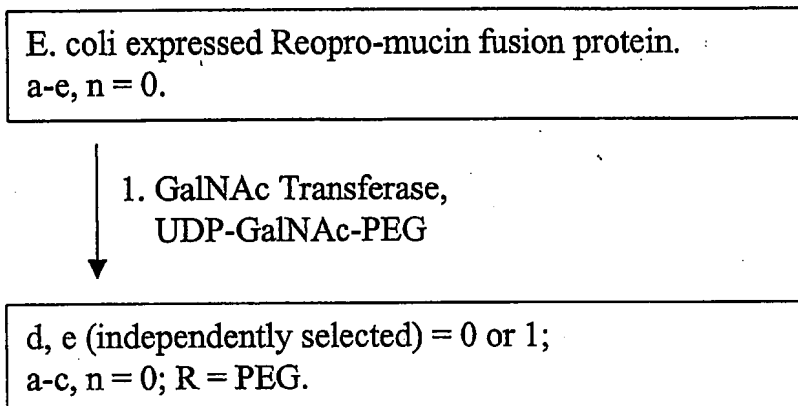 E. coli expressed Reopro-mucin fusion protein.
a-e, n = 0.
1. GalNAc Transferase,
UDP-GalNAc-PEG
d, e (independently selected) = 0 or 1;
a-c, n = 0; R = PEG.